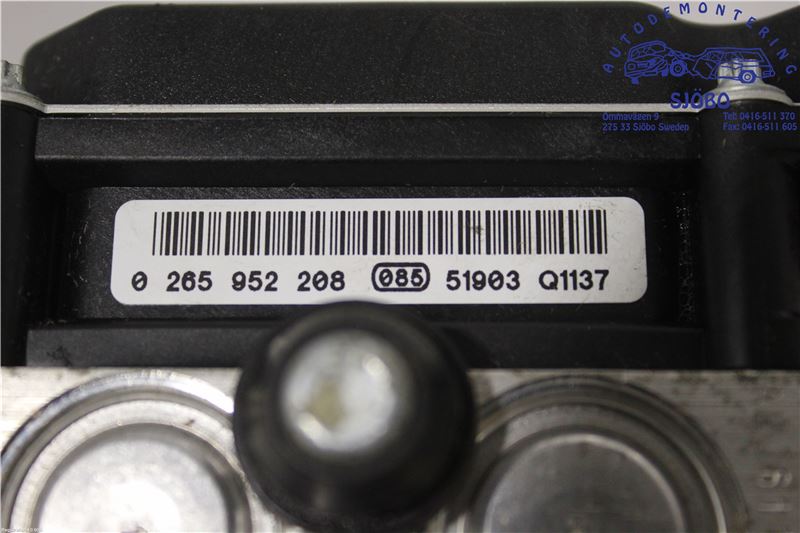 AUTODEMONTERING
SJÖBO
Ommavägen 9
275 33 Sjöbo Sweden
Tel: 0416-511 370
Fax: 0416-511 605
0 265 952 208 085 51903 Q1137